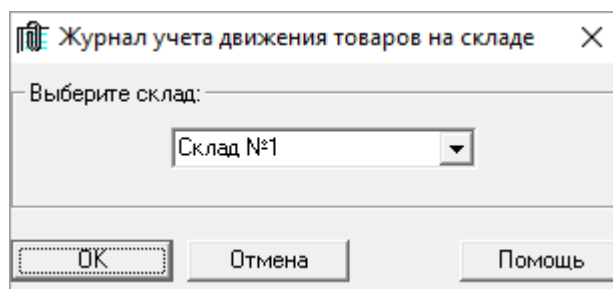 Журнал учета движения товаров на складе
Выберите склад:
Склад №1
ОК Отмена Помощь